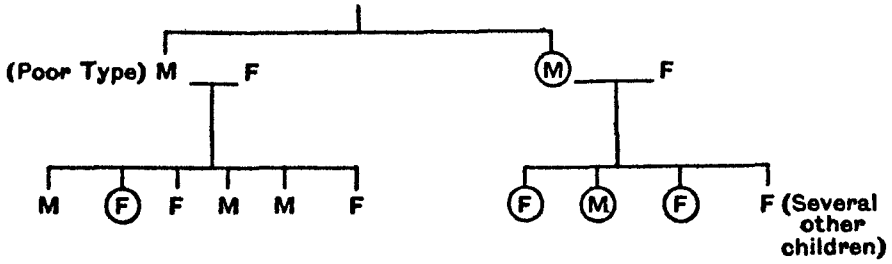 (Poor Type) M F M F
M F F M M F F M F F (Several
other
children)